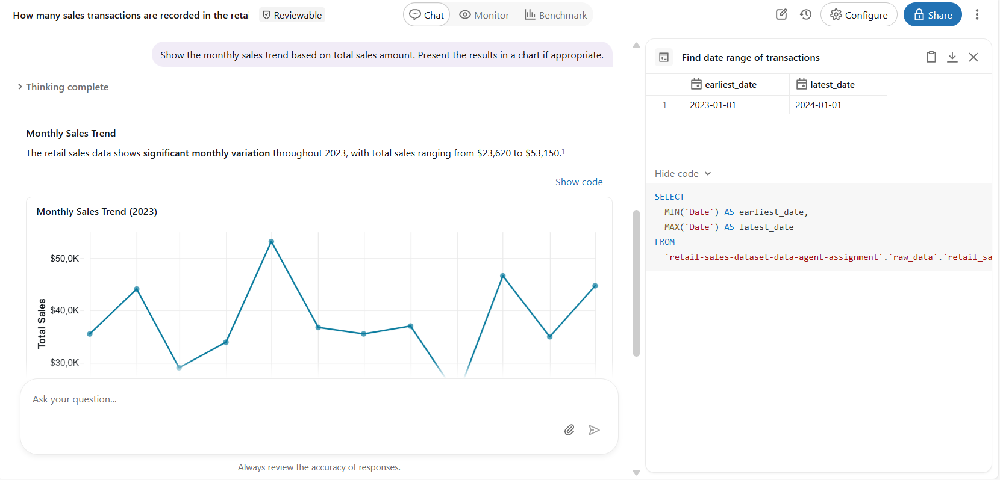 How many sales transactions are recorded in the retai
Reviewable
Chat
Monitor
Benchmark
Configure
Share
Show the monthly sales trend based on total sales amount. Present the results in a chart if appropriate.
Thinking complete
Monthly Sales Trend
The retail sales data shows significant monthly variation throughout 2023, with total sales ranging from $23,620 to $53,150.1
Show code
Monthly Sales Trend (2023)
Total Sales
$50,0K
$40,0K
$30,0K
Ask your question...
Always review the accuracy of responses.
Find date range of transactions
earliest_date latest_date
1 2023-01-01 2024-01-01
Hide code
SELECT
MIN(`Date`) AS earliest_date,
MAX(`Date`) AS latest_date
FROM
`retail-sales-dataset-data-agent-assignment`.`raw_data`.`retail_sa